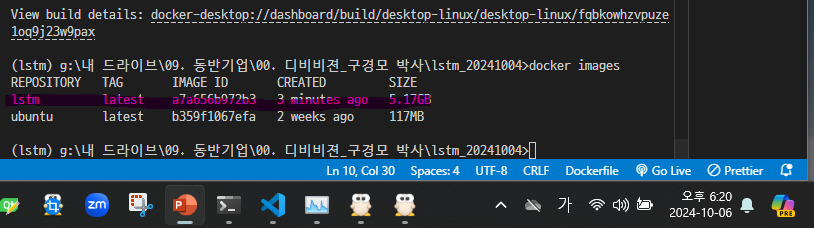 View build details: docker-desktop://dashboard/build/desktop-linux/desktop-linux/fqbkowhzvpuze
1oq9j23w9pax
(lstm) g:\내 드라이브\09. 동반기업\00. 디비비젼_구경모 박사\lstm_20241004>docker images
REPOSITORY TAG IMAGE ID CREATED SIZE
lstm latest a7a656b972b3 3 minutes ago 5.17GB
ubuntu latest b359f1067efa 2 weeks ago 117MB
(lstm) g:\내 드라이브\09. 동반기업\00. 디비비젼_구경모 박사\lstm_20241004>
Ln 10, Col 30 Spaces: 4 UTF-8 CRLF Dockerfile Go Live Prettier
zm P 가 오후 6:20 PRE
2024-10-06